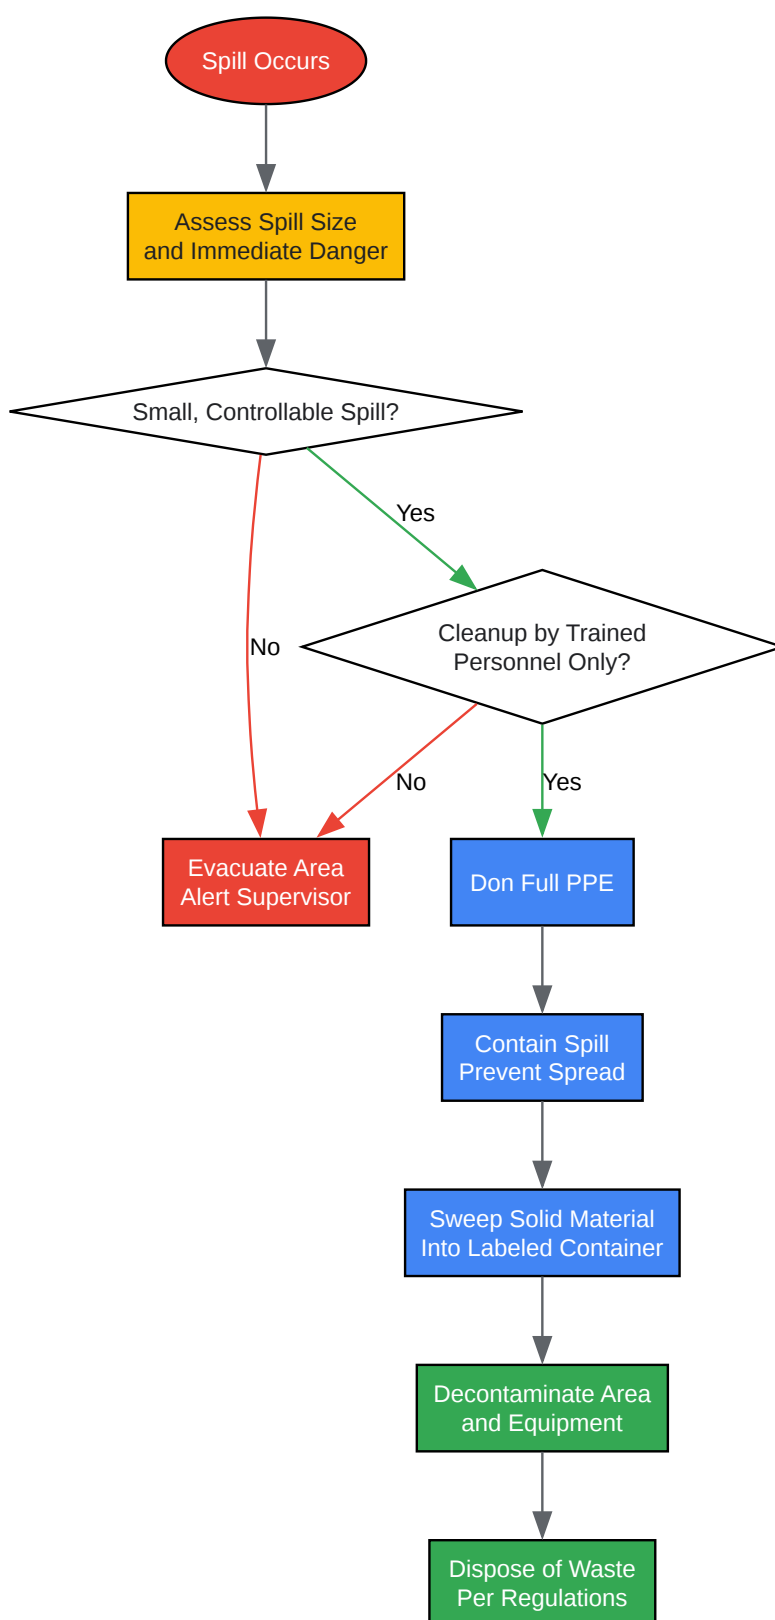 Spill Occurs
Assess Spill Size
and Immediate Danger
Small, Controllable Spill?
Yes
No
Cleanup by Trained
Personnel Only?
No
Yes
Evacuate Area
Alert Supervisor
Don Full PPE
Contain Spill
Prevent Spread
Sweep Solid Material
Into Labeled Container
Decontaminate Area
and Equipment
Dispose of Waste
Per Regulations